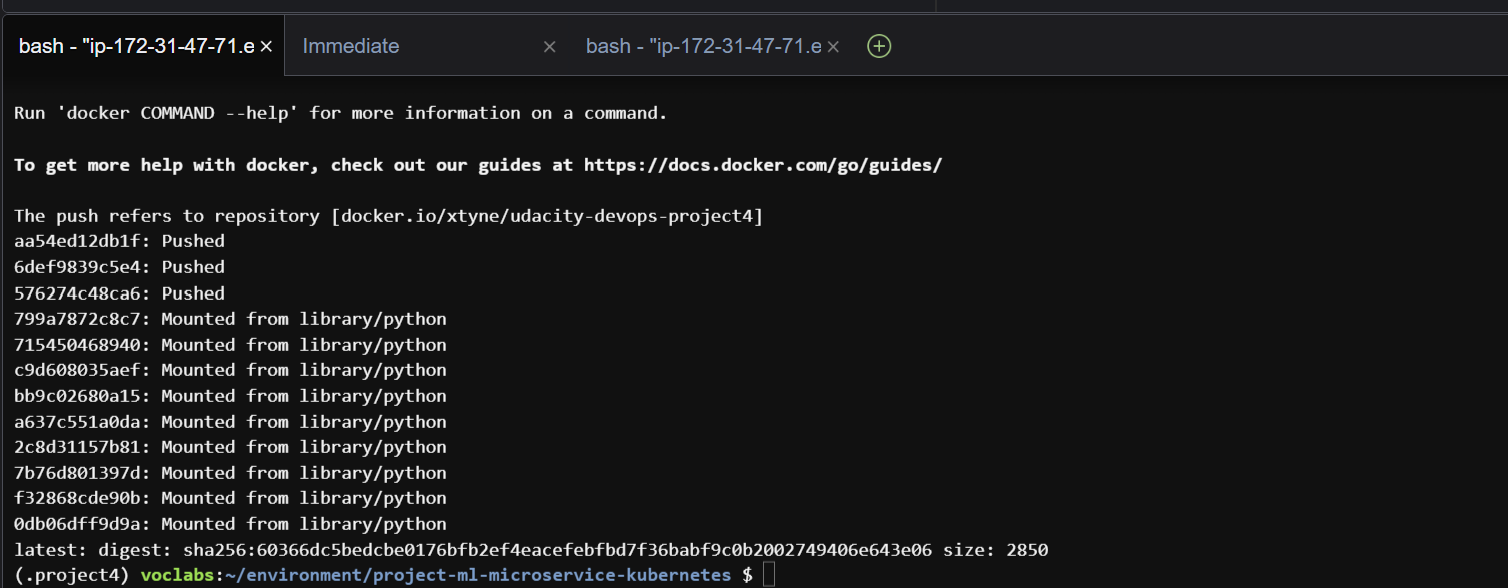 bash - "ip-172-31-47-71.e × Immediate × bash - "ip-172-31-47-71.e ×
Run 'docker COMMAND --help' for more information on a command.
To get more help with docker, check out our guides at https://docs.docker.com/go/guides/
The push refers to repository [docker.io/xtyne/udacity-devops-project4]
aa54ed12db1f: Pushed
6def9839c5e4: Pushed
576274c48ca6: Pushed
799a7872c8c7: Mounted from library/python
715450468940: Mounted from library/python
c9d608035aef: Mounted from library/python
bb9c02680a15: Mounted from library/python
a637c551a0da: Mounted from library/python
2c8d31157b81: Mounted from library/python
7b76d801397d: Mounted from library/python
f32868cde90b: Mounted from library/python
0db06dff9d9a: Mounted from library/python
latest: digest: sha256:60366dc5bedcbe0176bfb2ef4eacefebfbd7f36babf9c0b2002749406e643e06 size: 2850
(.project4) voclabs:~/environment/project-ml-microservice-kubernetes $